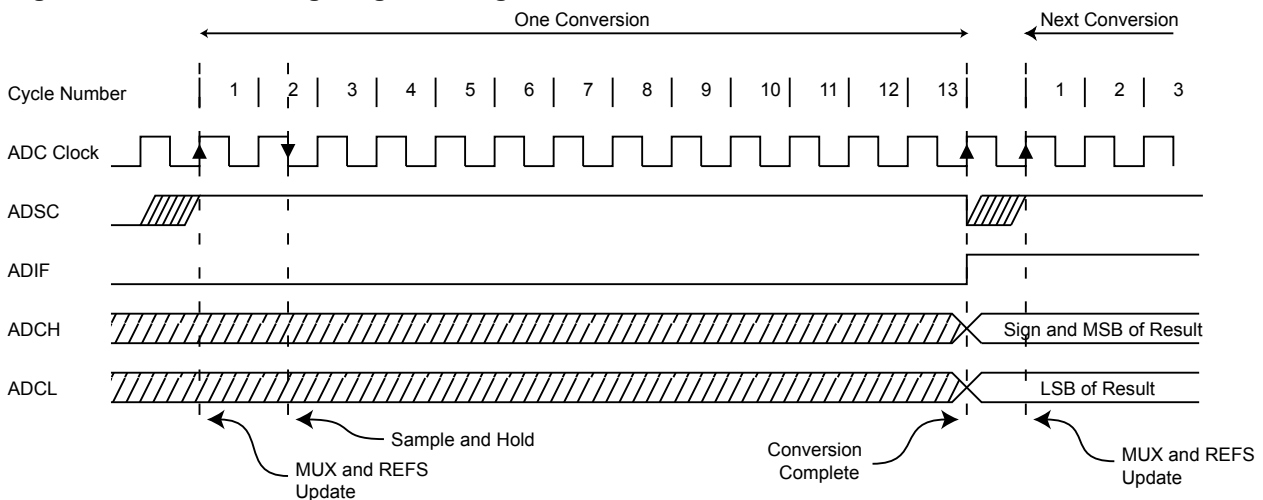 One Conversion
Next Conversion
Cycle Number
1 2 3 4 5 6 7 8 9 10 11 12 13 1 2 3
ADC Clock
ADSC
ADIF
ADCH
Sign and MSB of Result
ADCL
LSB of Result
Sample and Hold
MUX and REFS
Update
Conversion
Complete
MUX and REFS
Update